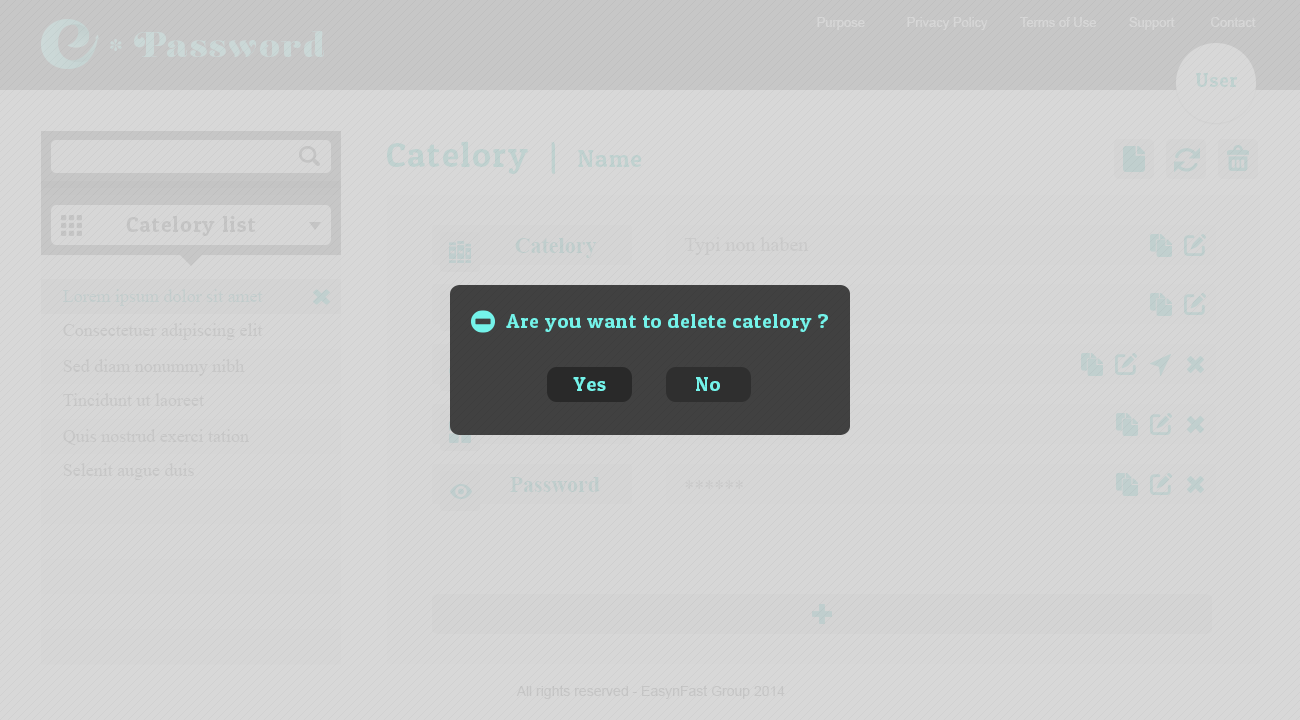 e * Password
Purpose Privacy Policy Terms of Use Support Contact
User
Catelory | Name
Catelory list
Lorem ipsum dolor sit amet
Consectetuer adipiscing elit
Sed diam nonummy nibh
Tincidunt ut laoreet
Quis nostrud exerci tation
Selenit augue duis
Catelory Typi non haben
Are you want to delete catelory ?
Yes No
Password ******
All rights reserved - EasynFast Group 2014